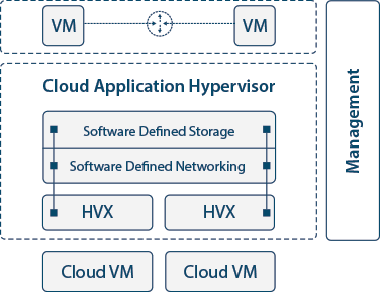 VM
VM
Cloud Application Hypervisor
Software Defined Storage
Software Defined Networking
HVX
HVX
Cloud VM
Cloud VM
Management